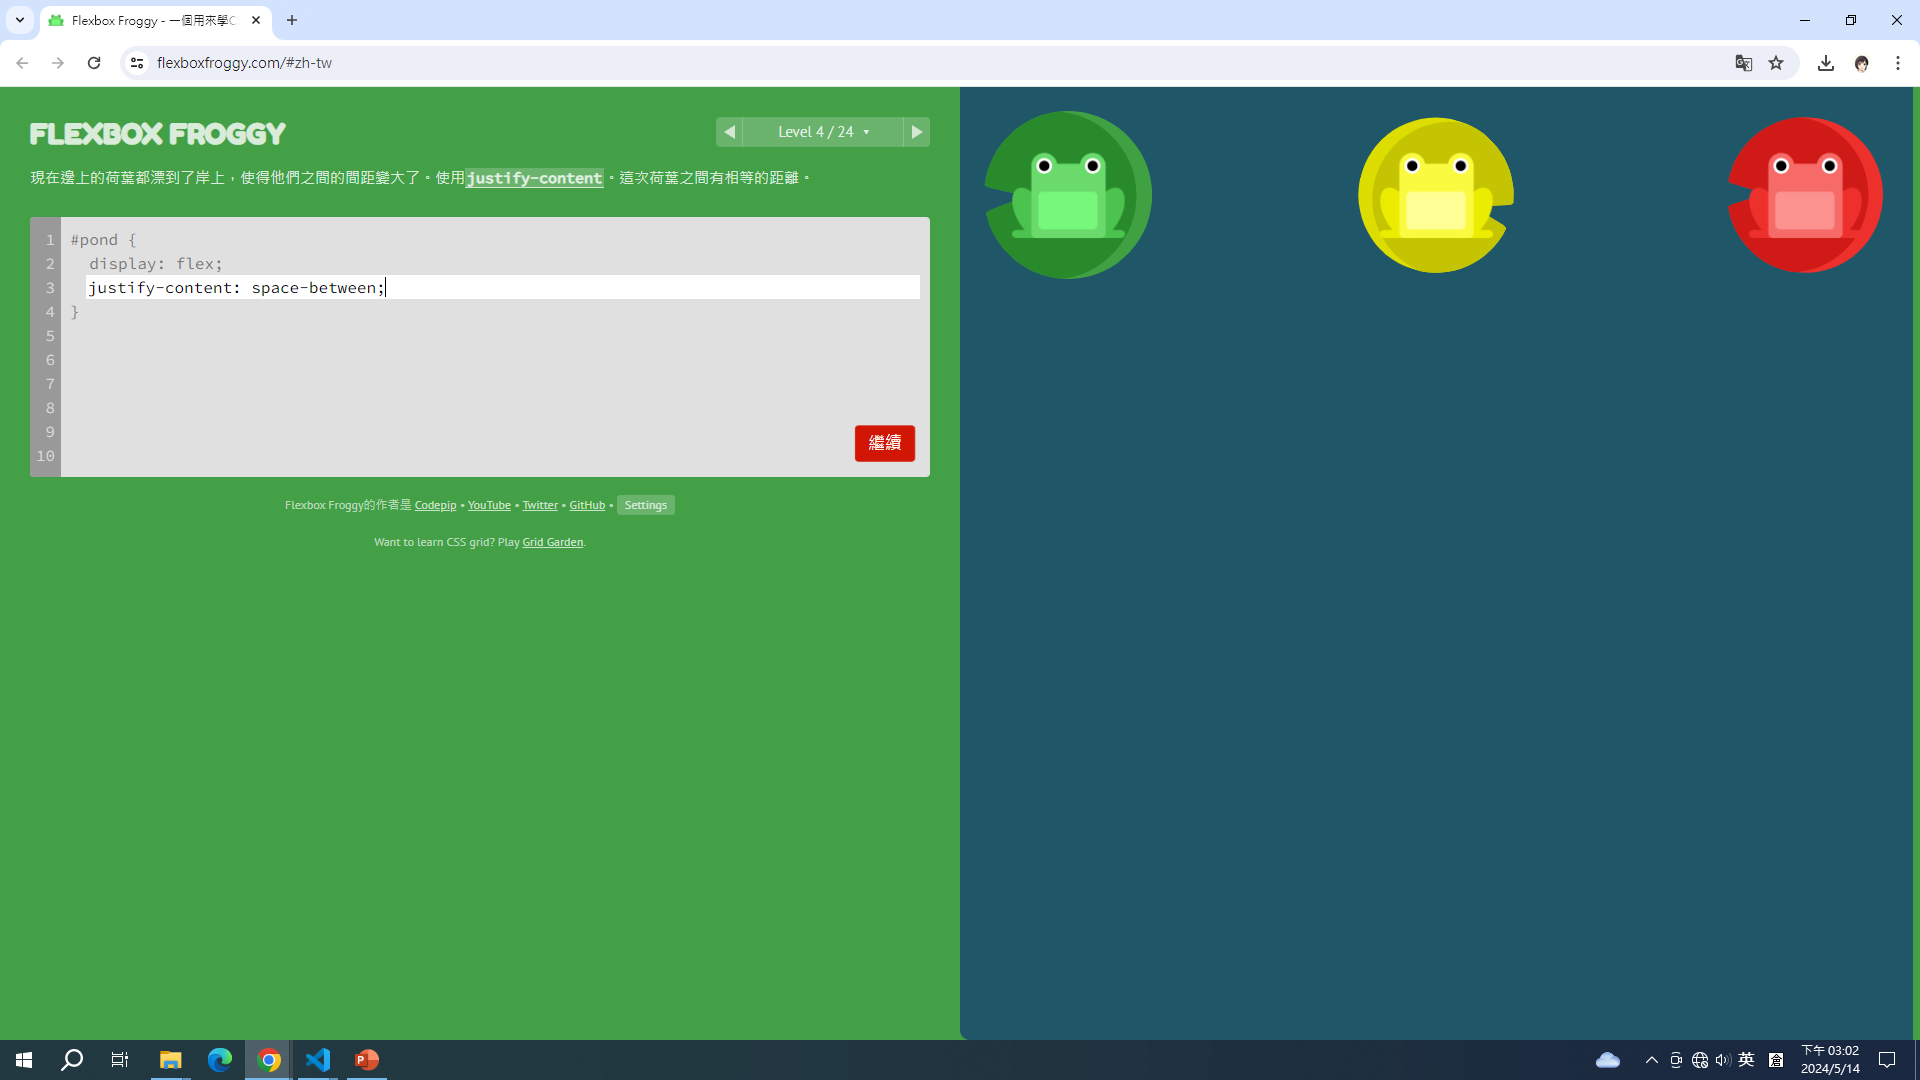 Flexbox Froggy - 一個用來學C
flexboxfroggy.com/#zh-tw
FLEXBOX FROGGY
Level 4 / 24
現在邊上的荷葉都漂到了岸上，使得他們之間的間距變大了。使用justify-content。這次荷葉之間有相等的距離。
1 #pond {
2 display: flex;
3 justify-content: space-between;
4 }
5
6
7
8
9
10
繼續
Flexbox Froggy的作者是 Codepip • YouTube • Twitter • GitHub • Settings
Want to learn CSS grid? Play Grid Garden.
英
下午 03:02
2024/5/14